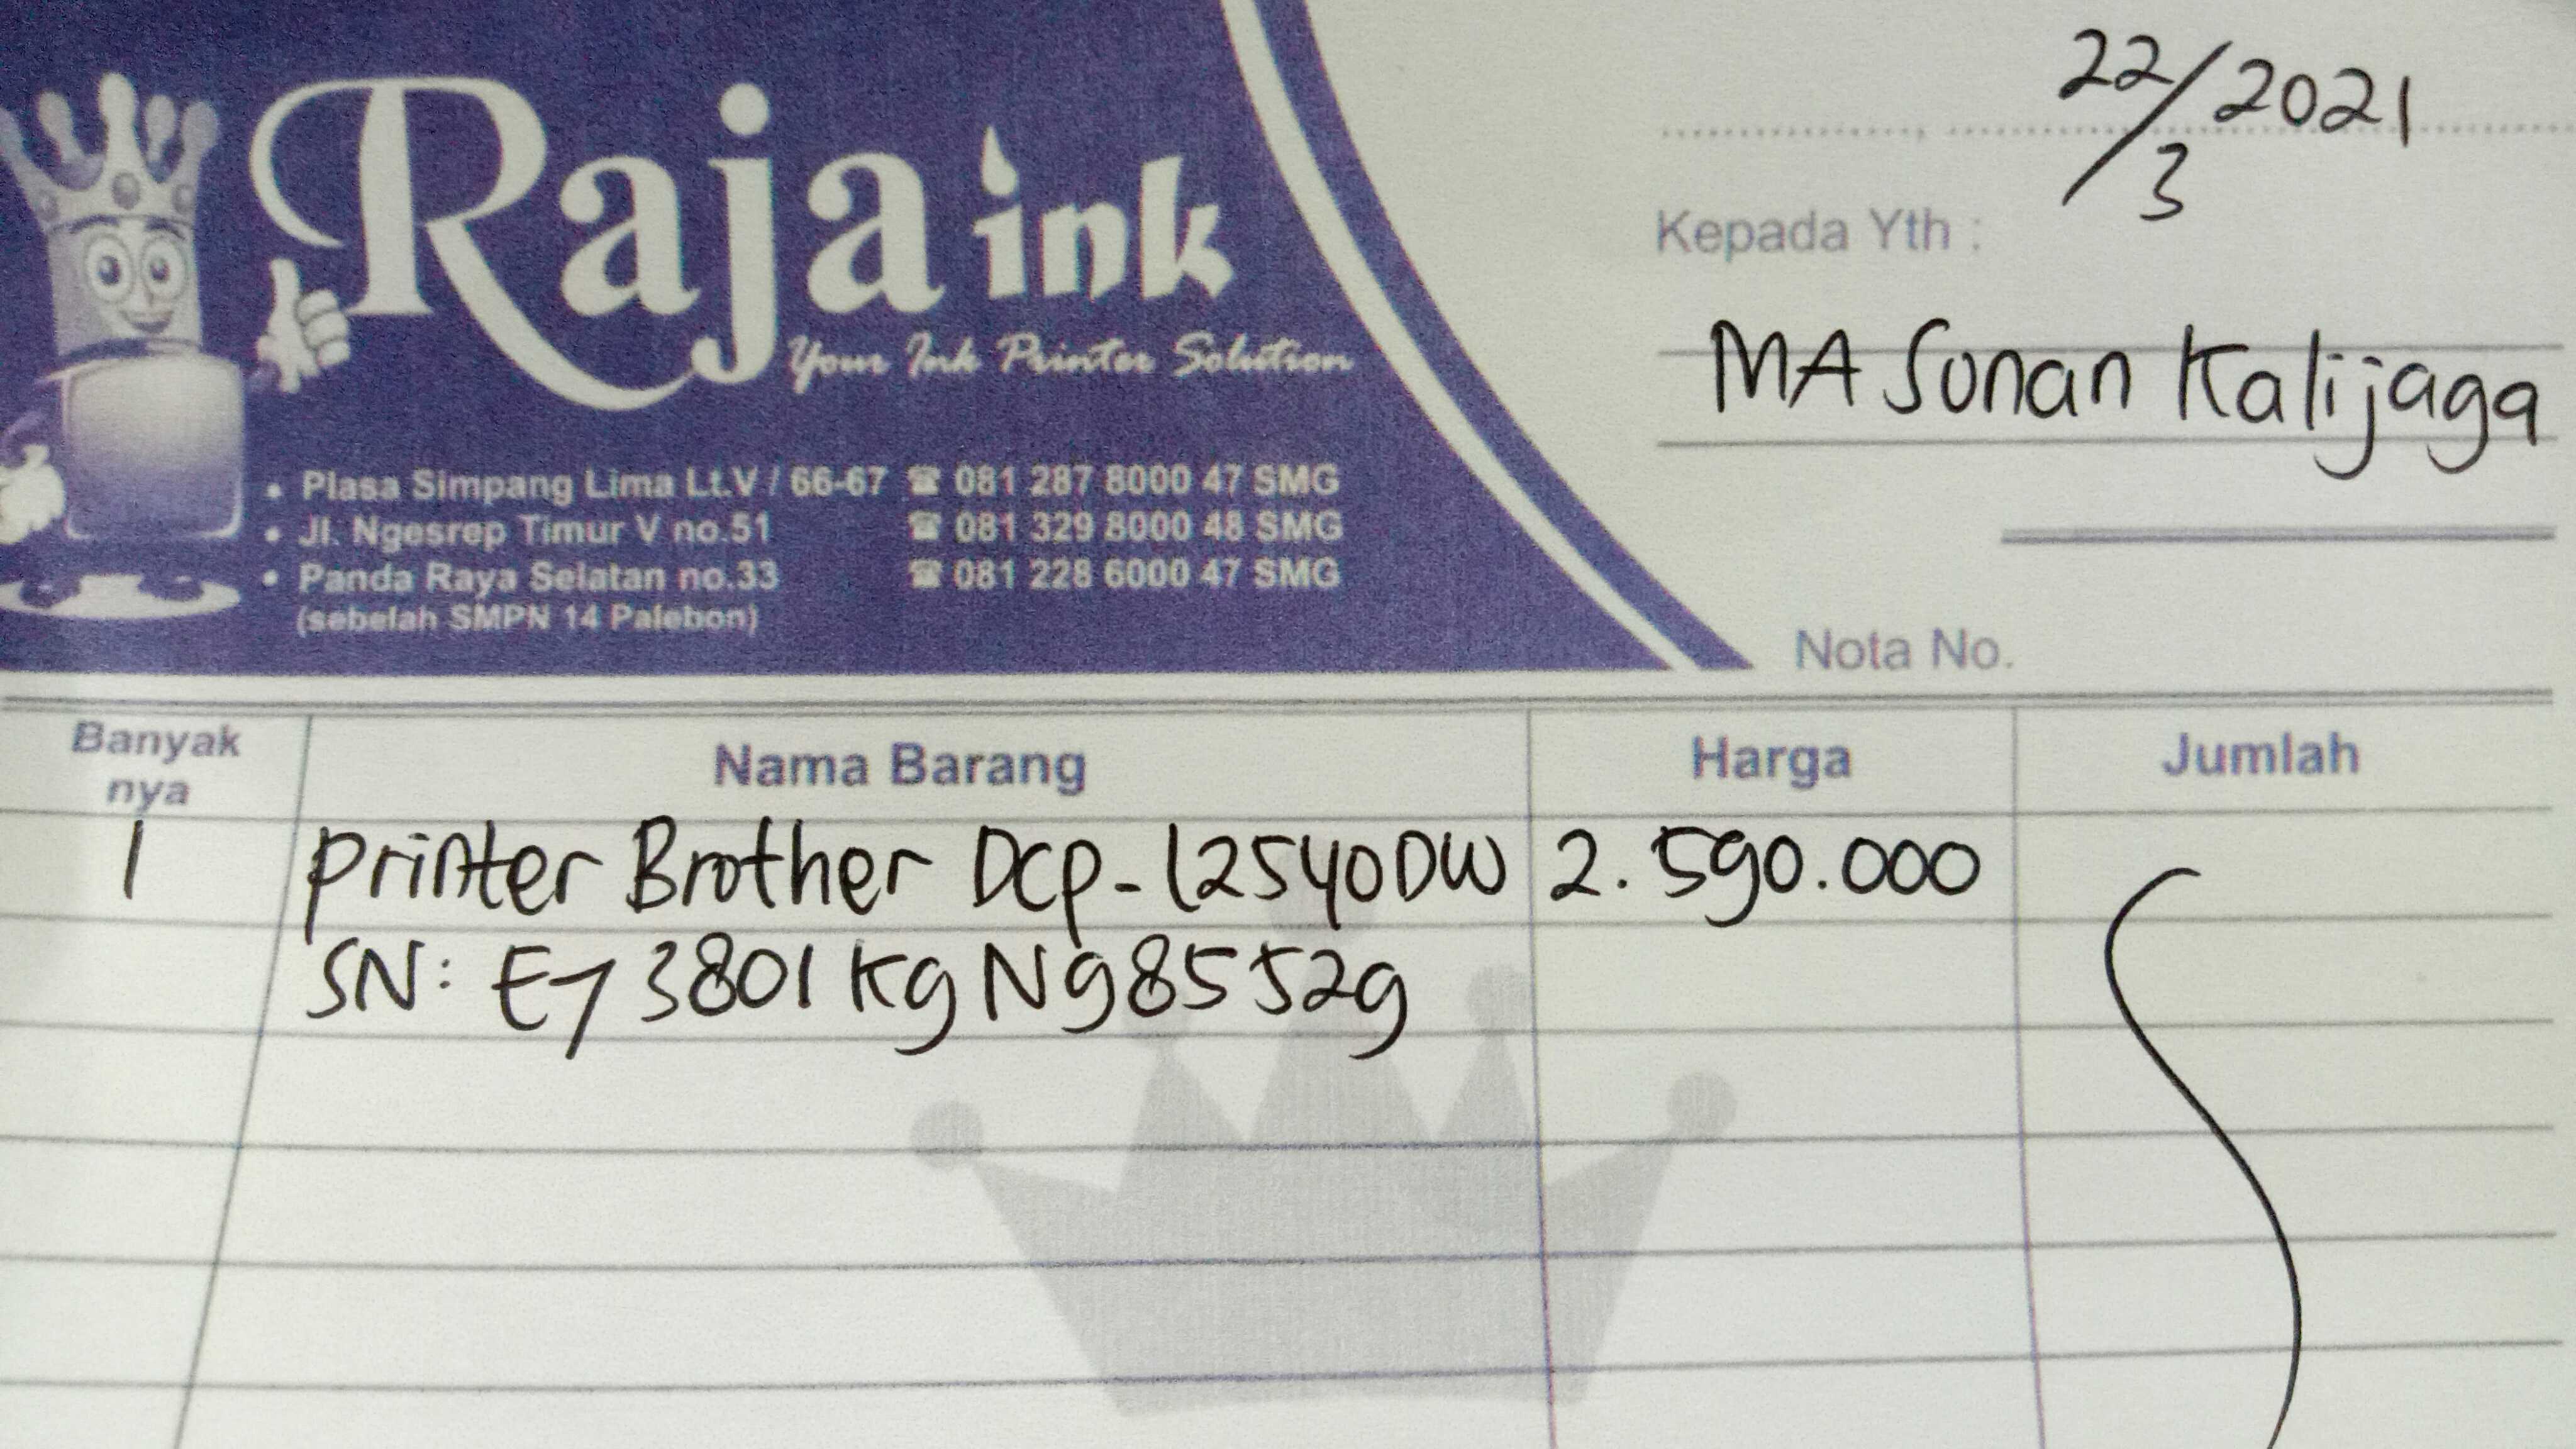 Raja ink
Your Ink Printer Solution
• Plasa Simpang Lima Lt.V / 66-67 ☎ 081 287 8000 47 SMG
• Jl. Ngesrep Timur V no.51 ☎ 081 329 8000 48 SMG
• Panda Raya Selatan no.33 ☎ 081 228 6000 47 SMG
(sebelah SMPN 14 Palebon)
22/3 2021
Kepada Yth :
MA Sunan Kalijaga
Nota No.
Banyak nya Nama Barang Harga Jumlah
1 printer Brother Dcp-L2540DW 2.590.000
SN: E73801K9N985529